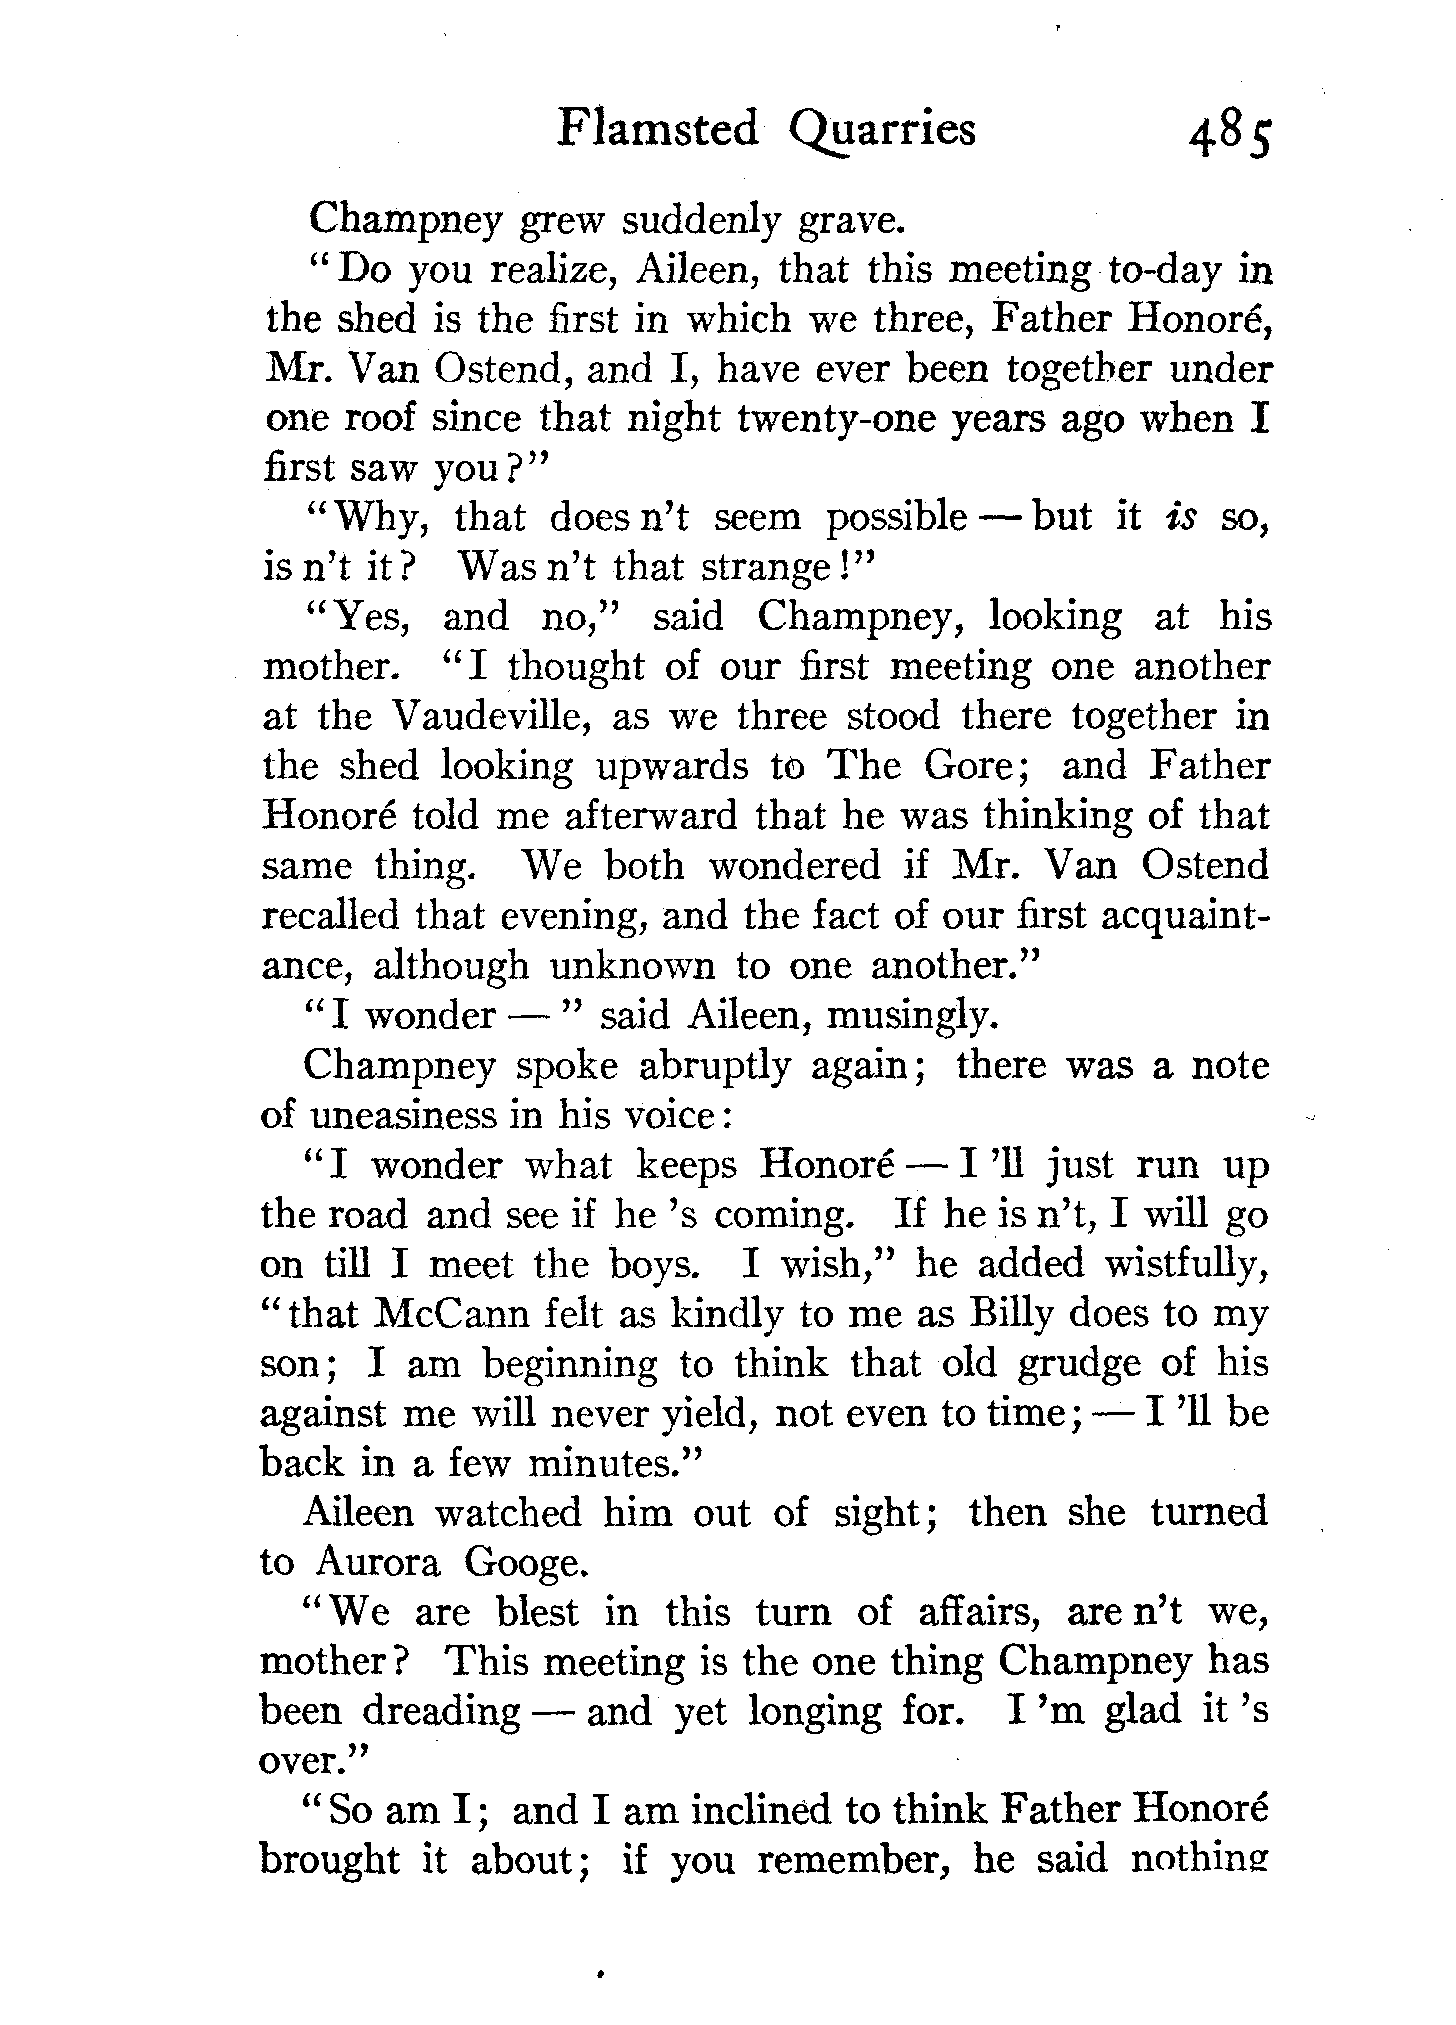 Flamsted Quarries 485
Champney grew suddenly grave.
“Do you realize, Aileen, that this meeting to-day in
the shed is the first in which we three, Father Honoré,
Mr. Van Ostend, and I, have ever been together under
one roof since that night twenty-one years ago when I
first saw you?”
“Why, that does n’t seem possible — but it is so,
is n’t it? Was n’t that strange!”
“Yes, and no,” said Champney, looking at his
mother. “I thought of our first meeting one another
at the Vaudeville, as we three stood there together in
the shed looking upwards to The Gore; and Father
Honoré told me afterward that he was thinking of that
same thing. We both wondered if Mr. Van Ostend
recalled that evening, and the fact of our first acquaint-
ance, although unknown to one another.”
“I wonder — ” said Aileen, musingly.
Champney spoke abruptly again; there was a note
of uneasiness in his voice:
“I wonder what keeps Honoré — I ’ll just run up
the road and see if he ’s coming. If he is n’t, I will go
on till I meet the boys. I wish,” he added wistfully,
“that McCann felt as kindly to me as Billy does to my
son; I am beginning to think that old grudge of his
against me will never yield, not even to time; — I ’ll be
back in a few minutes.”
Aileen watched him out of sight; then she turned
to Aurora Googe.
“We are blest in this turn of affairs, are n’t we,
mother? This meeting is the one thing Champney has
been dreading — and yet longing for. I ’m glad it ’s
over.”
“So am I; and I am inclined to think Father Honoré
brought it about; if you remember, he said nothing